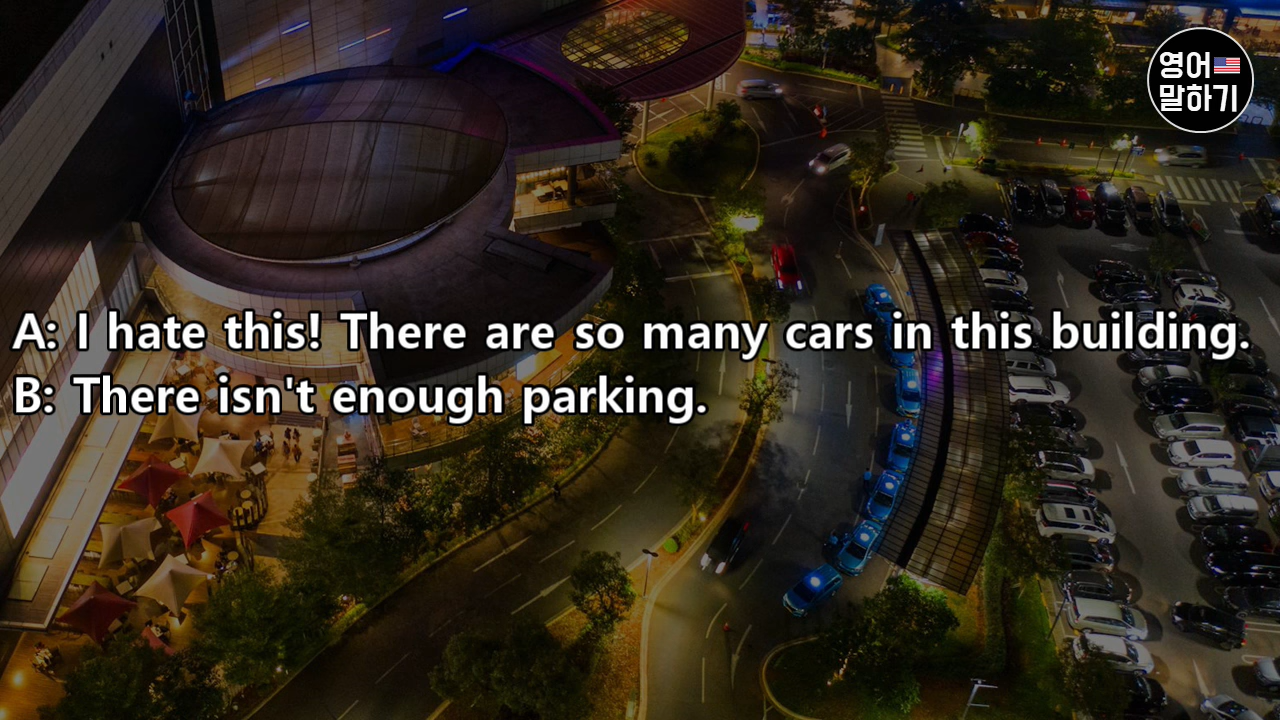 영어
말하기
A: I hate this! There are so many cars in this building.
B: There isn't enough parking.